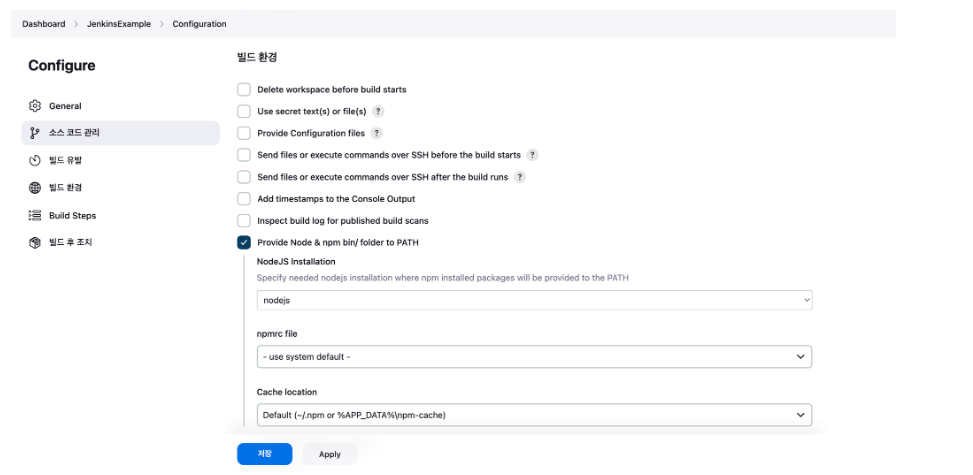 Dashboard > JenkinsExample > Configuration
Configure
General
소스 코드 관리
빌드 유발
빌드 환경
Build Steps
빌드 후 조치
빌드 환경
Delete workspace before build starts
Use secret text(s) or file(s) ?
Provide Configuration files ?
Send files or execute commands over SSH before the build starts ?
Send files or execute commands over SSH after the build runs ?
Add timestamps to the Console Output
Inspect build log for published build scans
Provide Node & npm bin/ folder to PATH
NodeJS Installation
Specify needed nodejs installation where npm installed packages will be provided to the PATH
nodejs
npmrc file
- use system default -
Cache location
Default (~/.npm or %APP_DATA%\npm-cache)
저장 Apply